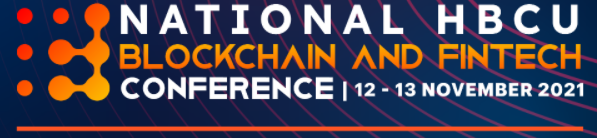 NATIONAL HBCU
BLOCKCHAIN AND FINTECH
CONFERENCE | 12 - 13 NOVEMBER 2021